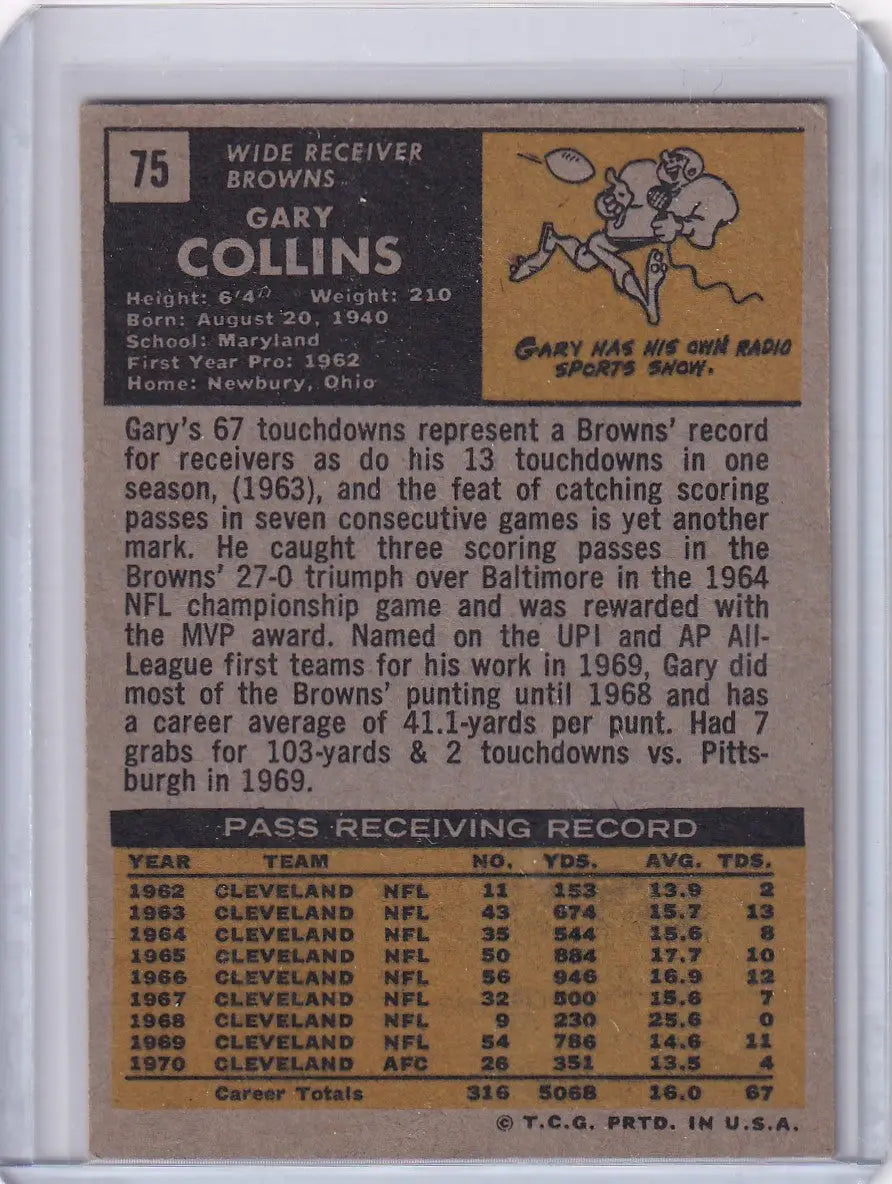 75
WIDE RECEIVER
BROWNS
GARY
COLLINS
Height: 6'4" Weight: 210
Born: August 20, 1940
School: Maryland
First Year Pro: 1962
Home: Newbury, Ohio
GARY HAS HIS OWN RADIO
SPORTS SHOW.
Gary's 67 touchdowns represent a Browns' record
for receivers as do his 13 touchdowns in one
season, (1963), and the feat of catching scoring
passes in seven consecutive games is yet another
mark. He caught three scoring passes in the
Browns' 27-0 triumph over Baltimore in the 1964
NFL championship game and was rewarded with
the MVP award. Named on the UPI and AP All-
League first teams for his work in 1969, Gary did
most of the Browns' punting until 1968 and has
a career average of 41.1-yards per punt. Had 7
grabs for 103-yards & 2 touchdowns vs. Pitts-
burgh in 1969.
PASS RECEIVING RECORD
YEAR TEAM NO. YDS. AVG. TDS.
1962 CLEVELAND NFL 11 153 13.9 2
1963 CLEVELAND NFL 43 674 15.7 13
1964 CLEVELAND NFL 35 544 15.6 8
1965 CLEVELAND NFL 50 884 17.7 10
1966 CLEVELAND NFL 56 946 16.9 12
1967 CLEVELAND NFL 32 500 15.6 7
1968 CLEVELAND NFL 9 230 25.6 0
1969 CLEVELAND NFL 54 786 14.6 11
1970 CLEVELAND AFC 26 351 13.5 4
Career Totals 316 5068 16.0 67
© T.C.G. PRTD. IN U.S.A.